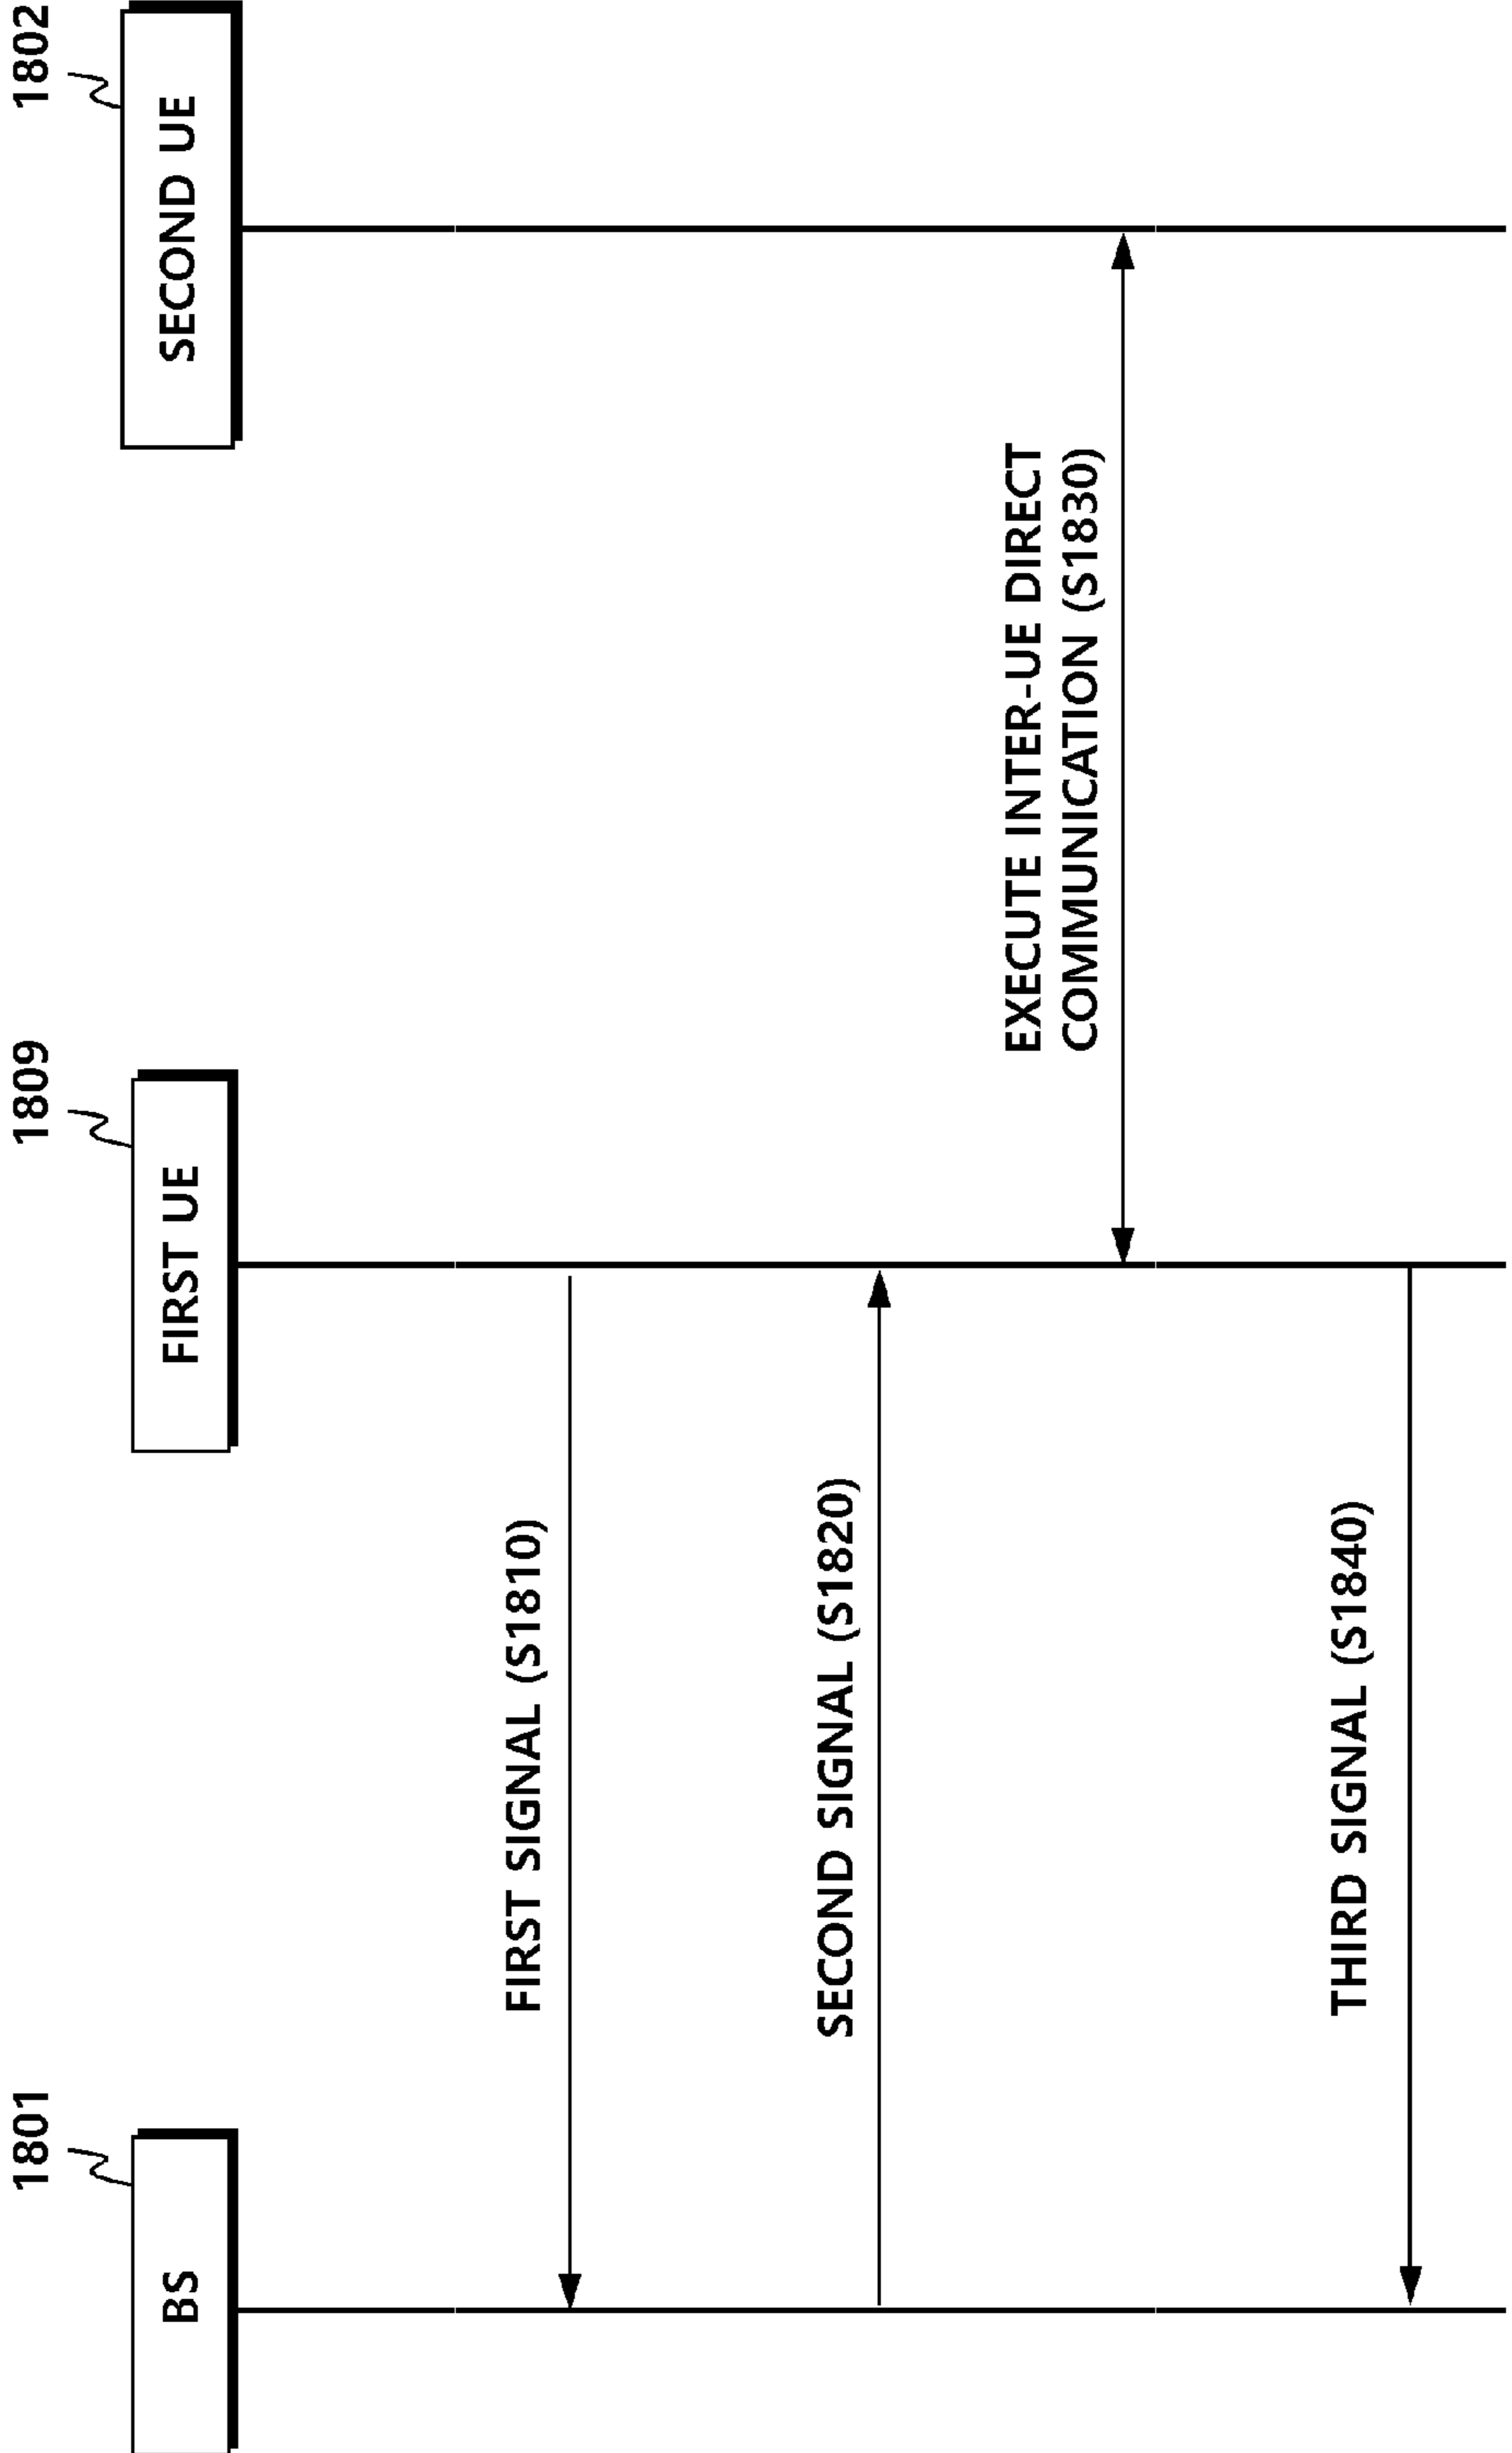 1801
1809
1802
BS
FIRST UE
SECOND UE
FIRST SIGNAL (S1810)
SECOND SIGNAL (S1820)
EXECUTE INTER-UE DIRECT
COMMUNICATION (S1830)
THIRD SIGNAL (S1840)